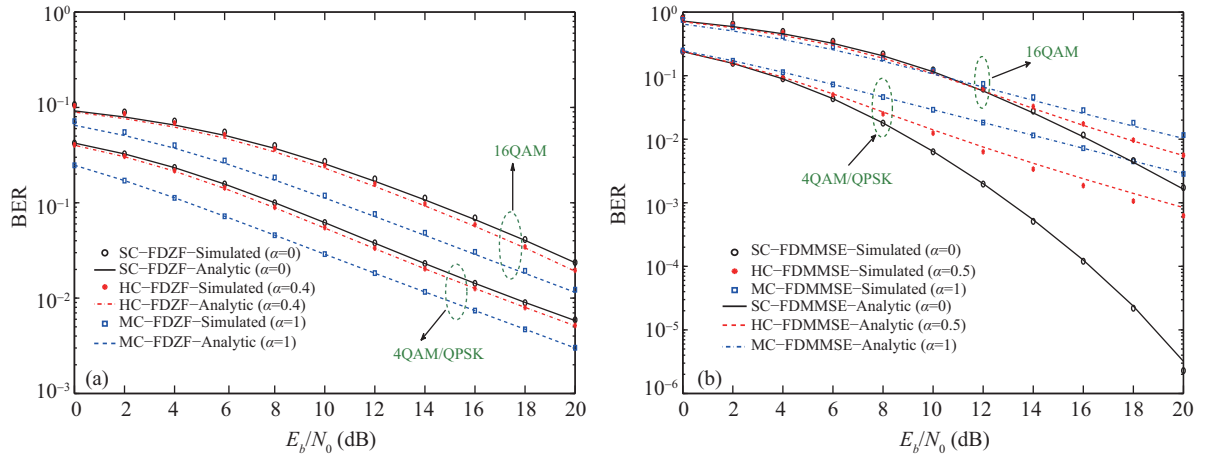 10⁰
10⁻¹
10⁻¹
10⁻²
10⁻³
BER
16QAM
SC−FDZF−Simulated (α=0)
SC−FDZF−Analytic (α=0)
HC−FDZF−Simulated (α=0.4)
HC−FDZF−Analytic (α=0.4)
MC−FDZF−Simulated (α=1)
MC−FDZF−Analytic (α=1)
4QAM/QPSK
(a)
0 2 4 6 8 10 12 14 16 18 20
E_b/N_0 (dB)
10⁰
10⁻¹
10⁻²
10⁻³
10⁻⁴
10⁻⁵
10⁻⁶
BER
16QAM
4QAM/QPSK
SC−FDMMSE−Simulated (α=0)
HC−FDMMSE−Simulated (α=0.5)
MC−FDMMSE−Simulated (α=1)
SC−FDMMSE−Analytic (α=0)
HC−FDMMSE−Analytic (α=0.5)
MC−FDMMSE−Analytic (α=1)
(b)
0 2 4 6 8 10 12 14 16 18 20
E_b/N_0 (dB)